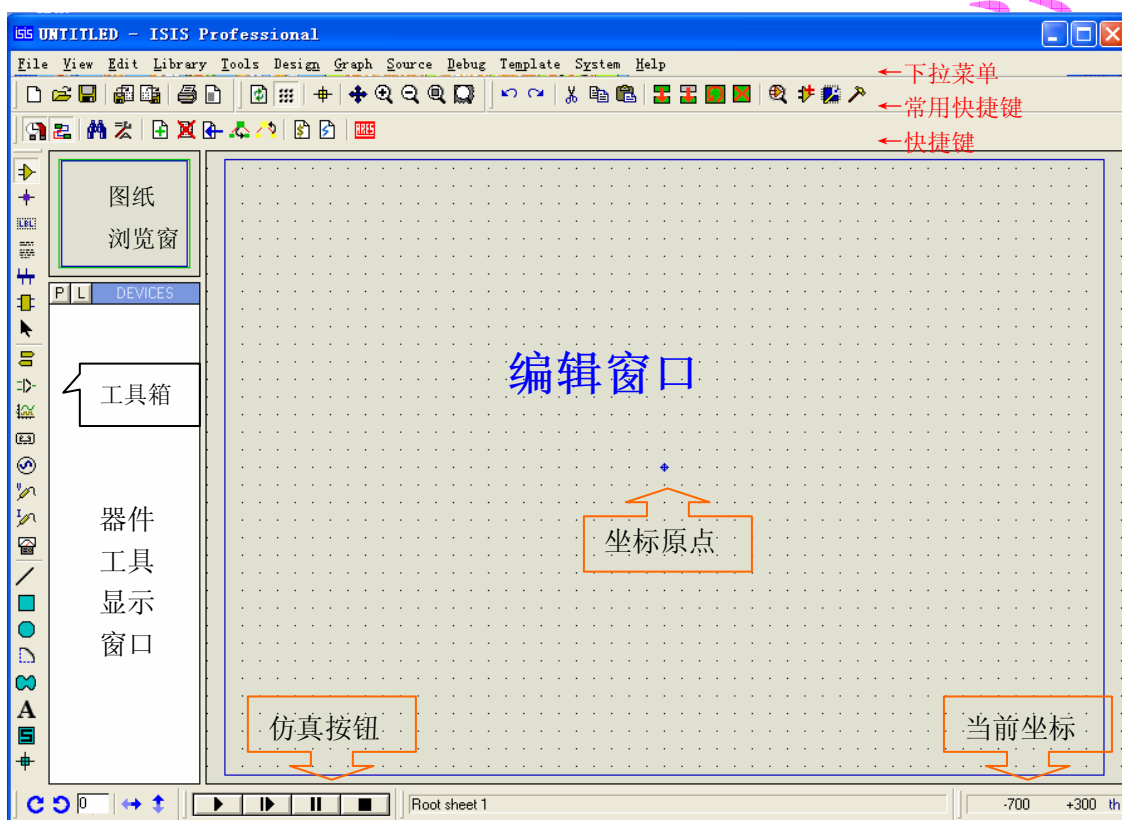 isis UNTITLED - ISIS Professional
File View Edit Library Tools Design Graph Source Debug Template System Help
←下拉菜单
←常用快捷键
←快捷键
图纸
浏览窗
LBL
P L DEVICES
编辑窗口
工具箱
坐标原点
器件
工具
显示
窗口
A
S
仿真按钮
当前坐标
0
Root sheet 1
-700 +300 th